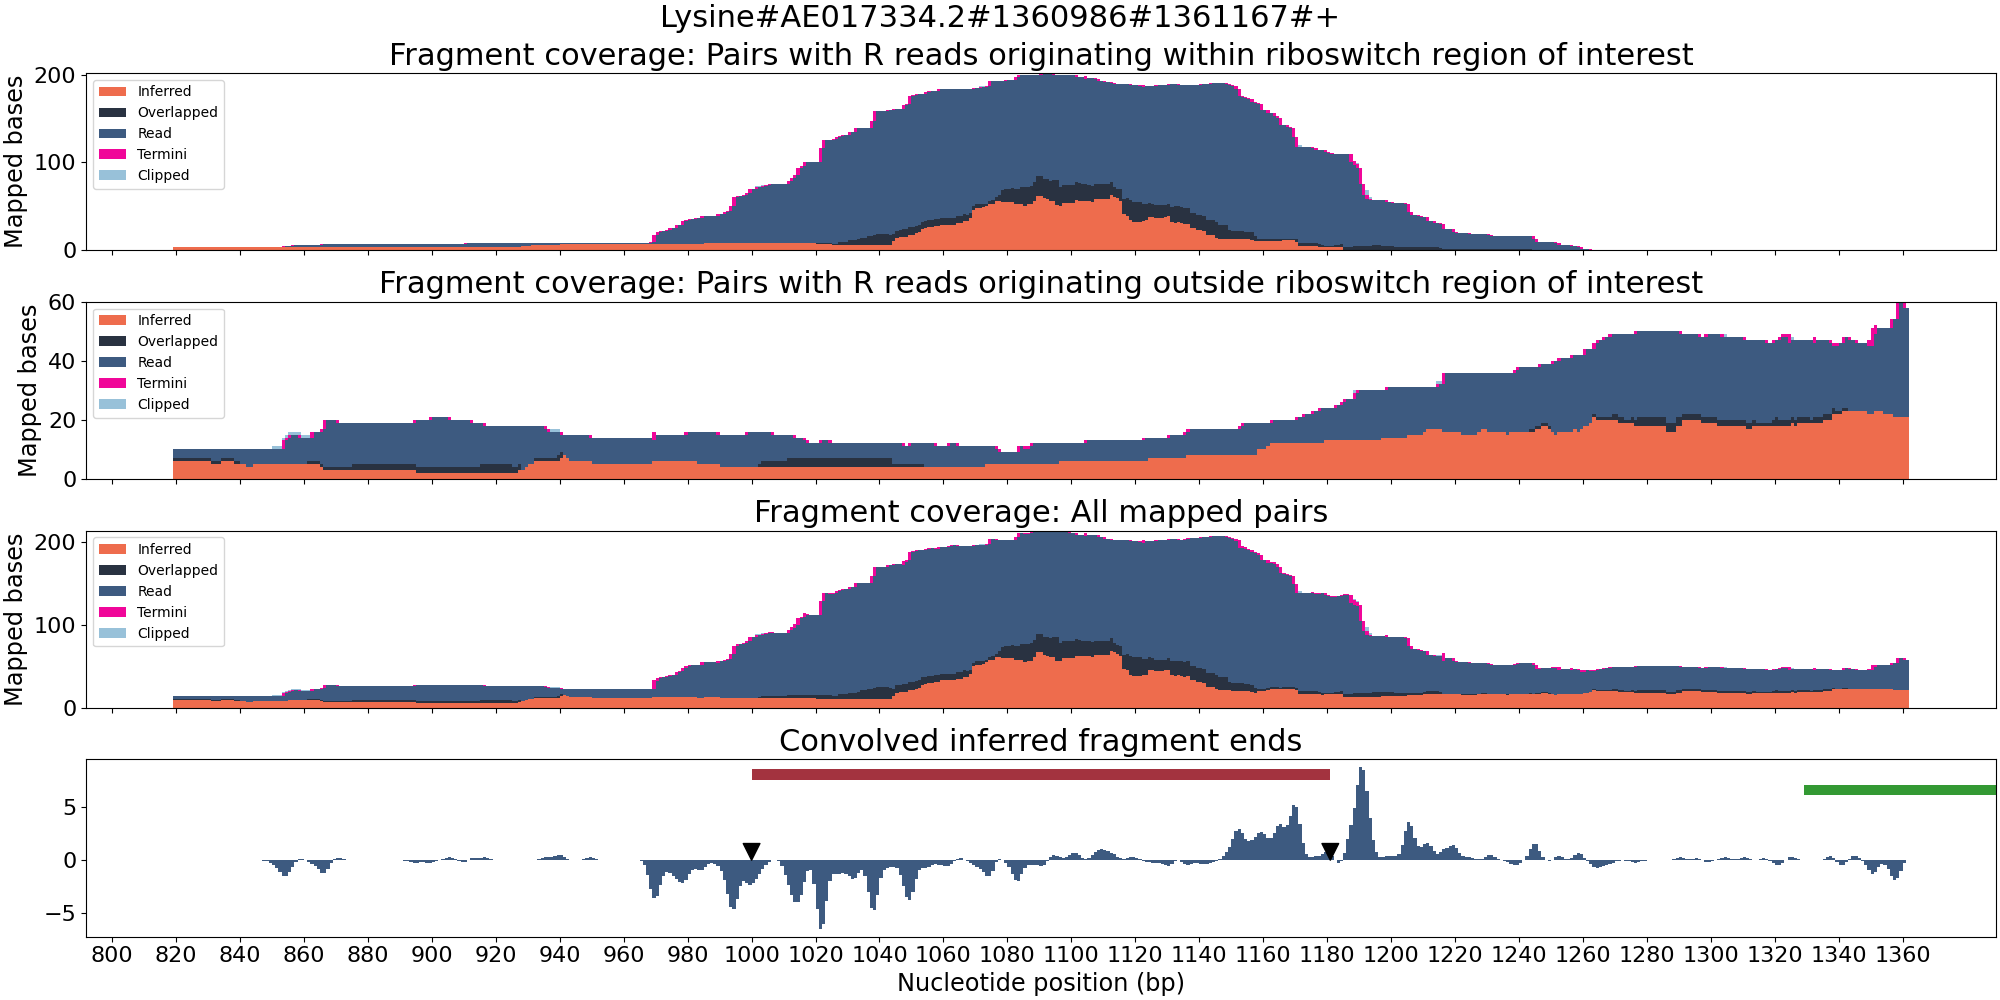 Lysine#AE017334.2#1360986#1361167#+
Fragment coverage: Pairs with R reads originating within riboswitch region of interest
Mapped bases
200
100
0
Inferred
Overlapped
Read
Termini
Clipped
Fragment coverage: Pairs with R reads originating outside riboswitch region of interest
Mapped bases
60
40
20
0
Inferred
Overlapped
Read
Termini
Clipped
Fragment coverage: All mapped pairs
Mapped bases
200
100
0
Inferred
Overlapped
Read
Termini
Clipped
Convolved inferred fragment ends
5
0
−5
800 820 840 860 880 900 920 940 960 980 1000 1020 1040 1060 1080 1100 1120 1140 1160 1180 1200 1220 1240 1260 1280 1300 1320 1340 1360
Nucleotide position (bp)